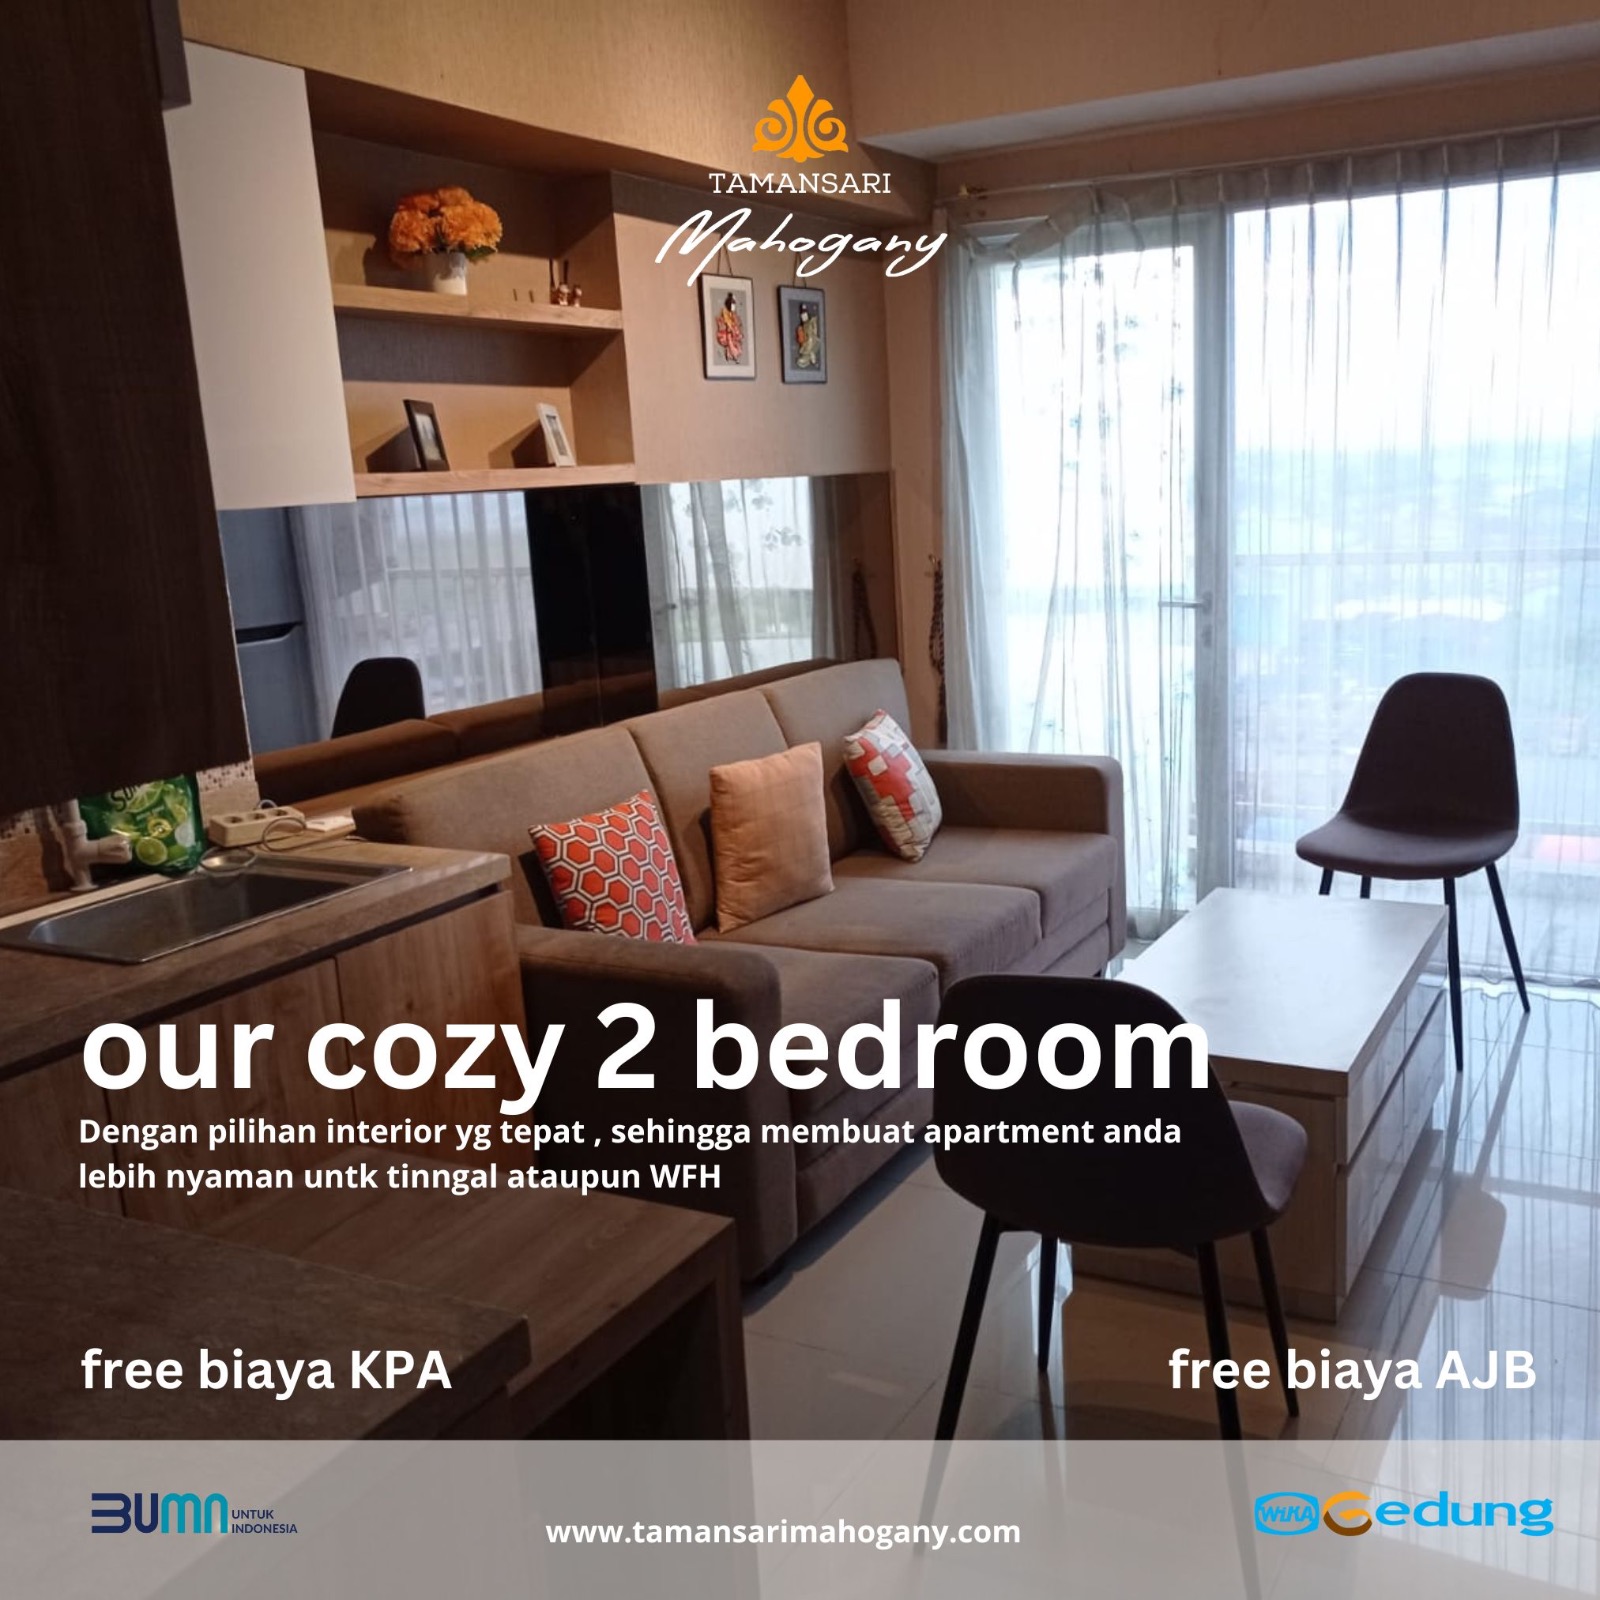 TAMANSARI
Mahogany
our cozy 2 bedroom
Dengan pilihan interior yg tepat , sehingga membuat apartment anda
lebih nyaman untk tinngal ataupun WFH
free biaya KPA
free biaya AJB
BUMN UNTUK
INDONESIA
www.tamansarimahogany.com
WIKA Gedung